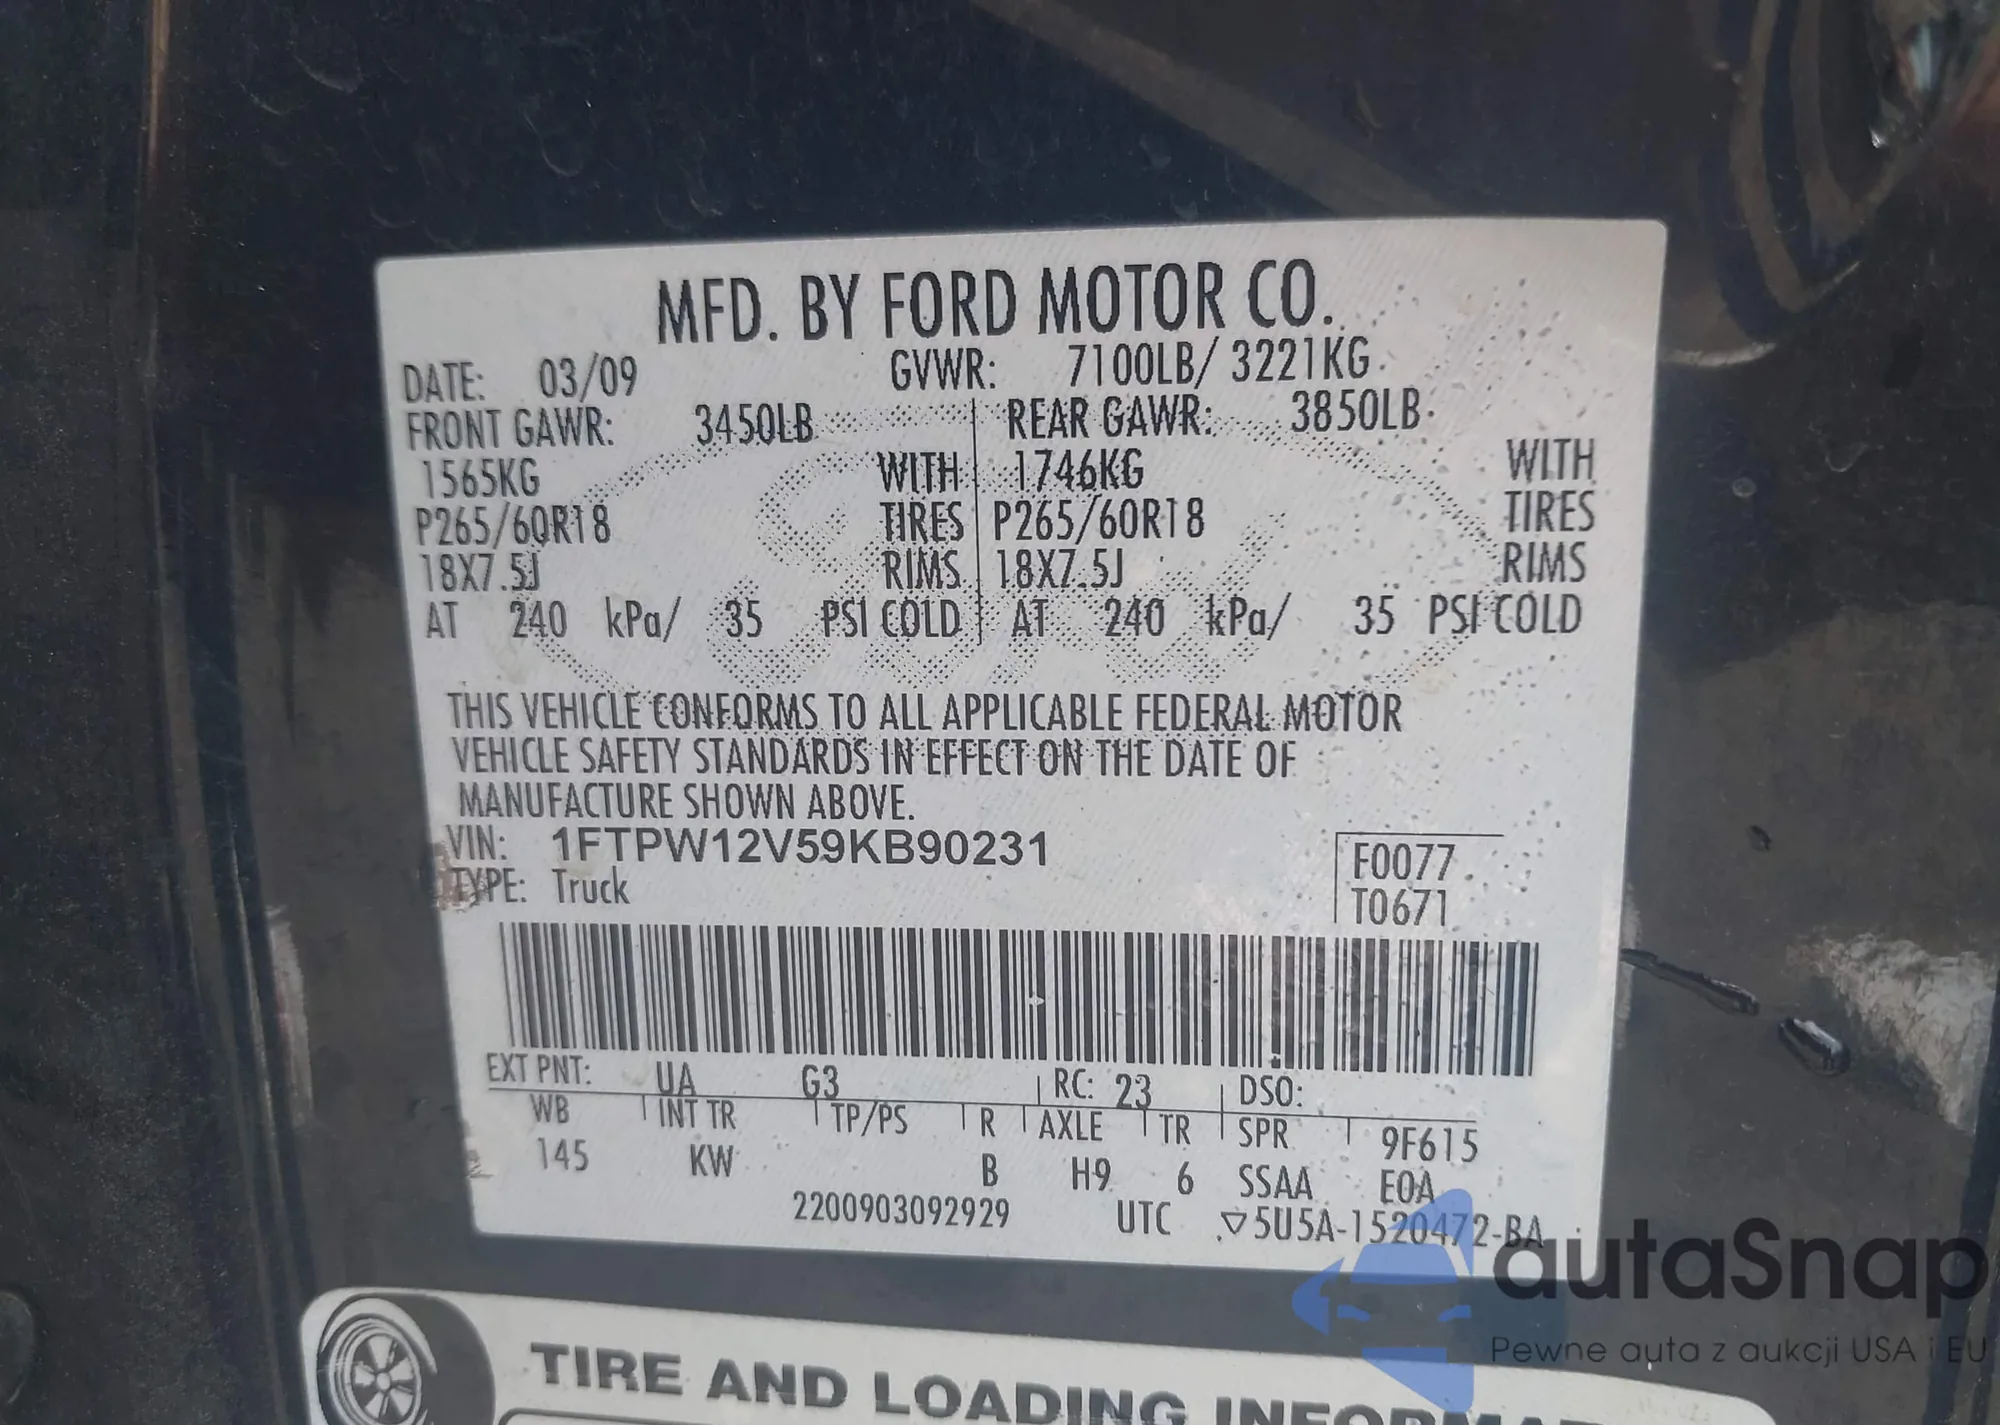 MFD. BY FORD MOTOR CO.
DATE: 03/09 GVWR: 7100LB/ 3221KG
FRONT GAWR: 3450LB REAR GAWR: 3850LB
1565KG WITH 1746KG WITH
P265/60R18 TIRES P265/60R18 TIRES
18X7.5J RIMS 18X7.5J RIMS
AT 240 kPa/ 35 PSI COLD AT 240 kPa/ 35 PSI COLD
THIS VEHICLE CONFORMS TO ALL APPLICABLE FEDERAL MOTOR
VEHICLE SAFETY STANDARDS IN EFFECT ON THE DATE OF
MANUFACTURE SHOWN ABOVE.
VIN: 1FTPW12V59KB90231
F0077
TYPE: Truck
T0671
EXT PNT: UA G3 RC: 23 DSO:
WB INT TR TP/PS R AXLE TR SPR 9F615
145 KW B H9 6 SSAA E0A
2200903092929 UTC ▽5U5A-1520472-BA
autaSnap
Pewne auta z aukcji USA i EU
TIRE AND LOADING